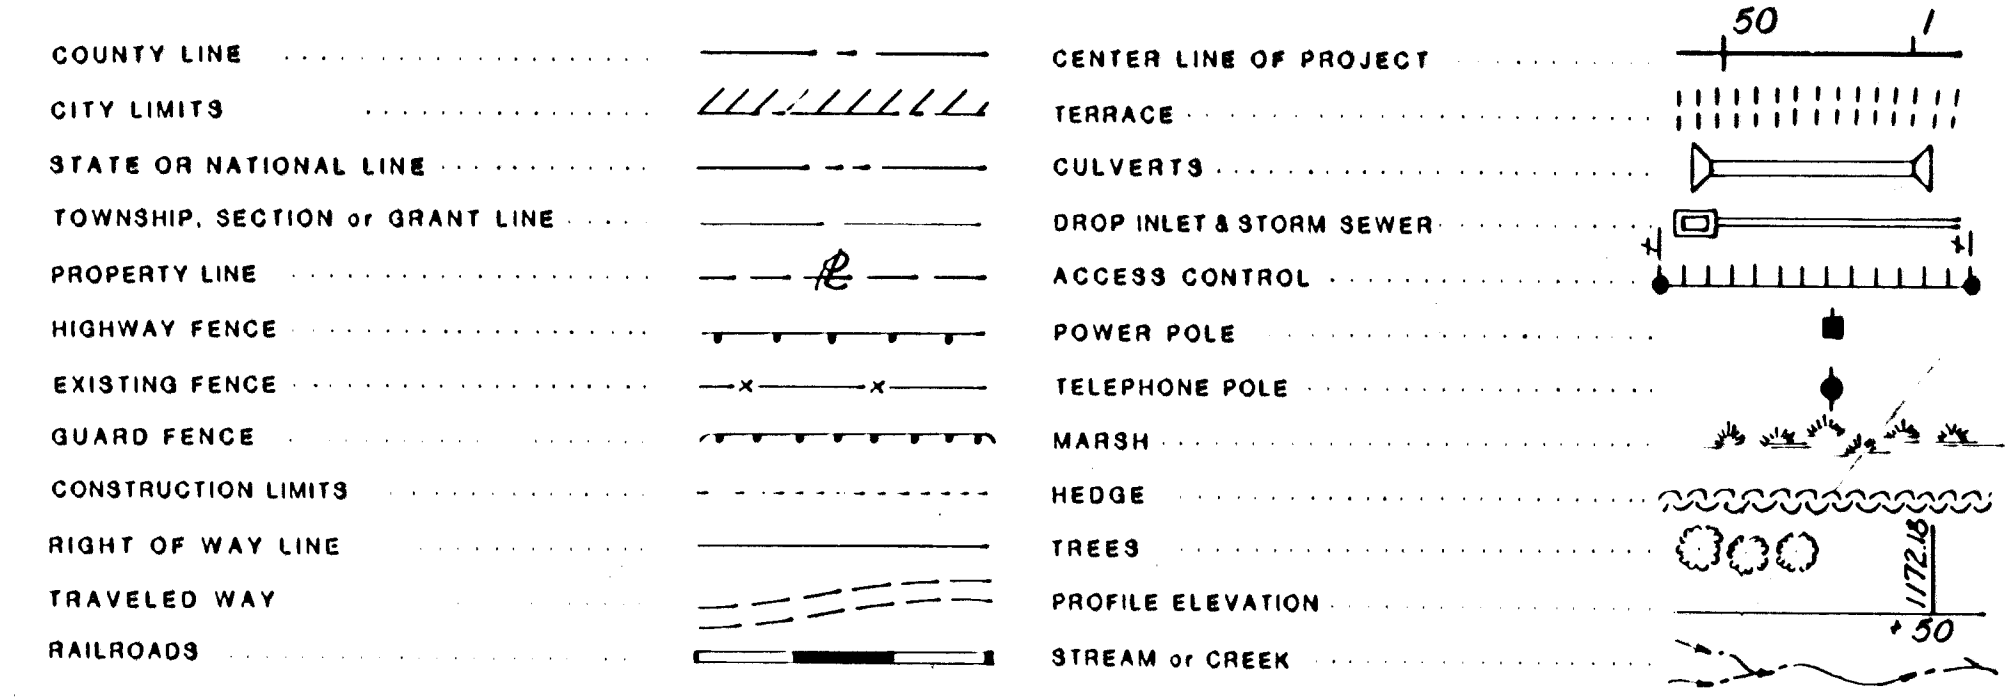 COUNTY LINE
CITY LIMITS
STATE OR NATIONAL LINE
TOWNSHIP, SECTION or GRANT LINE
PROPERTY LINE
PL
HIGHWAY FENCE
EXISTING FENCE
GUARD FENCE
CONSTRUCTION LIMITS
RIGHT OF WAY LINE
TRAVELED WAY
RAILROADS
50 1
CENTER LINE OF PROJECT
TERRACE
CULVERTS
DROP INLET & STORM SEWER
ACCESS CONTROL
POWER POLE
TELEPHONE POLE
MARSH
HEDGE
TREES
1172.18
PROFILE ELEVATION
+ 50
STREAM or CREEK